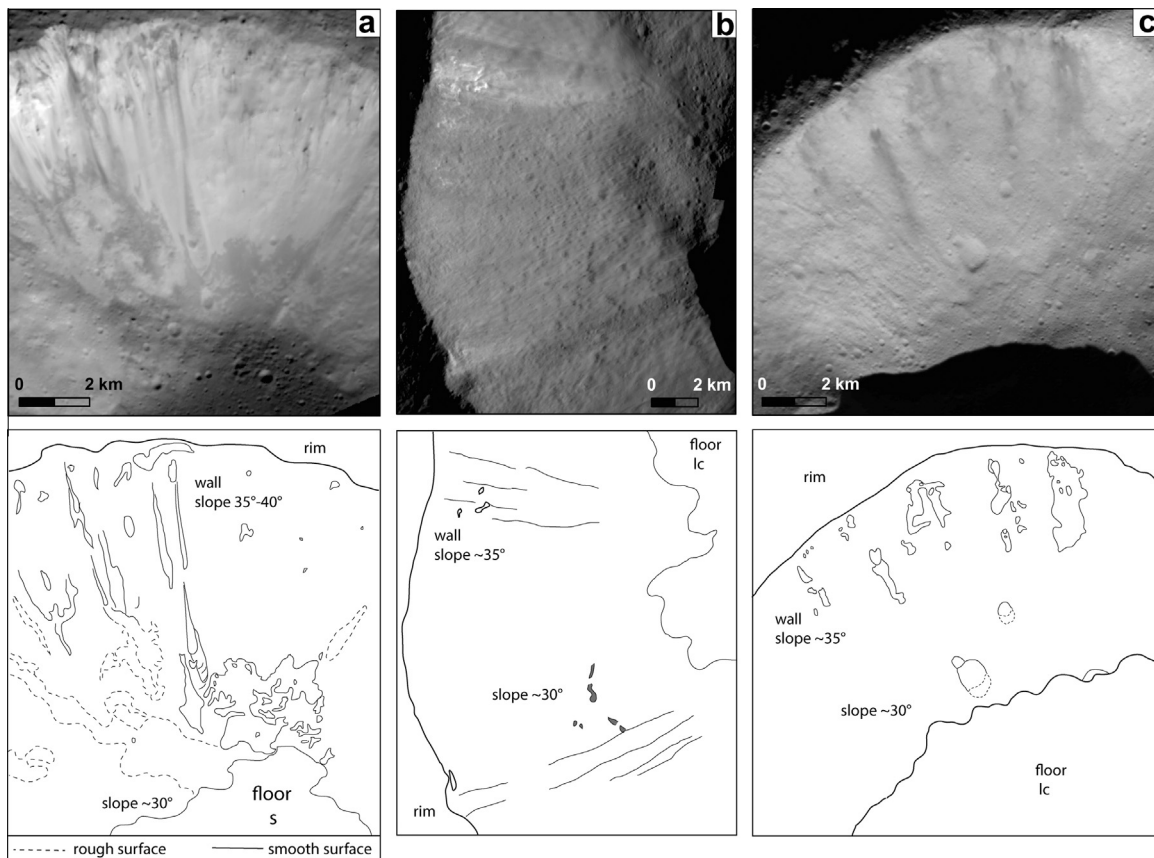 a
b
c
0 2 km
0 2 km
0 2 km
rim
wall
slope 35°-40°
slope ~30°
floor
s
rough surface
smooth surface
floor
lc
wall
slope ~35°
slope ~30°
rim
rim
wall
slope ~35°
slope ~30°
floor
lc